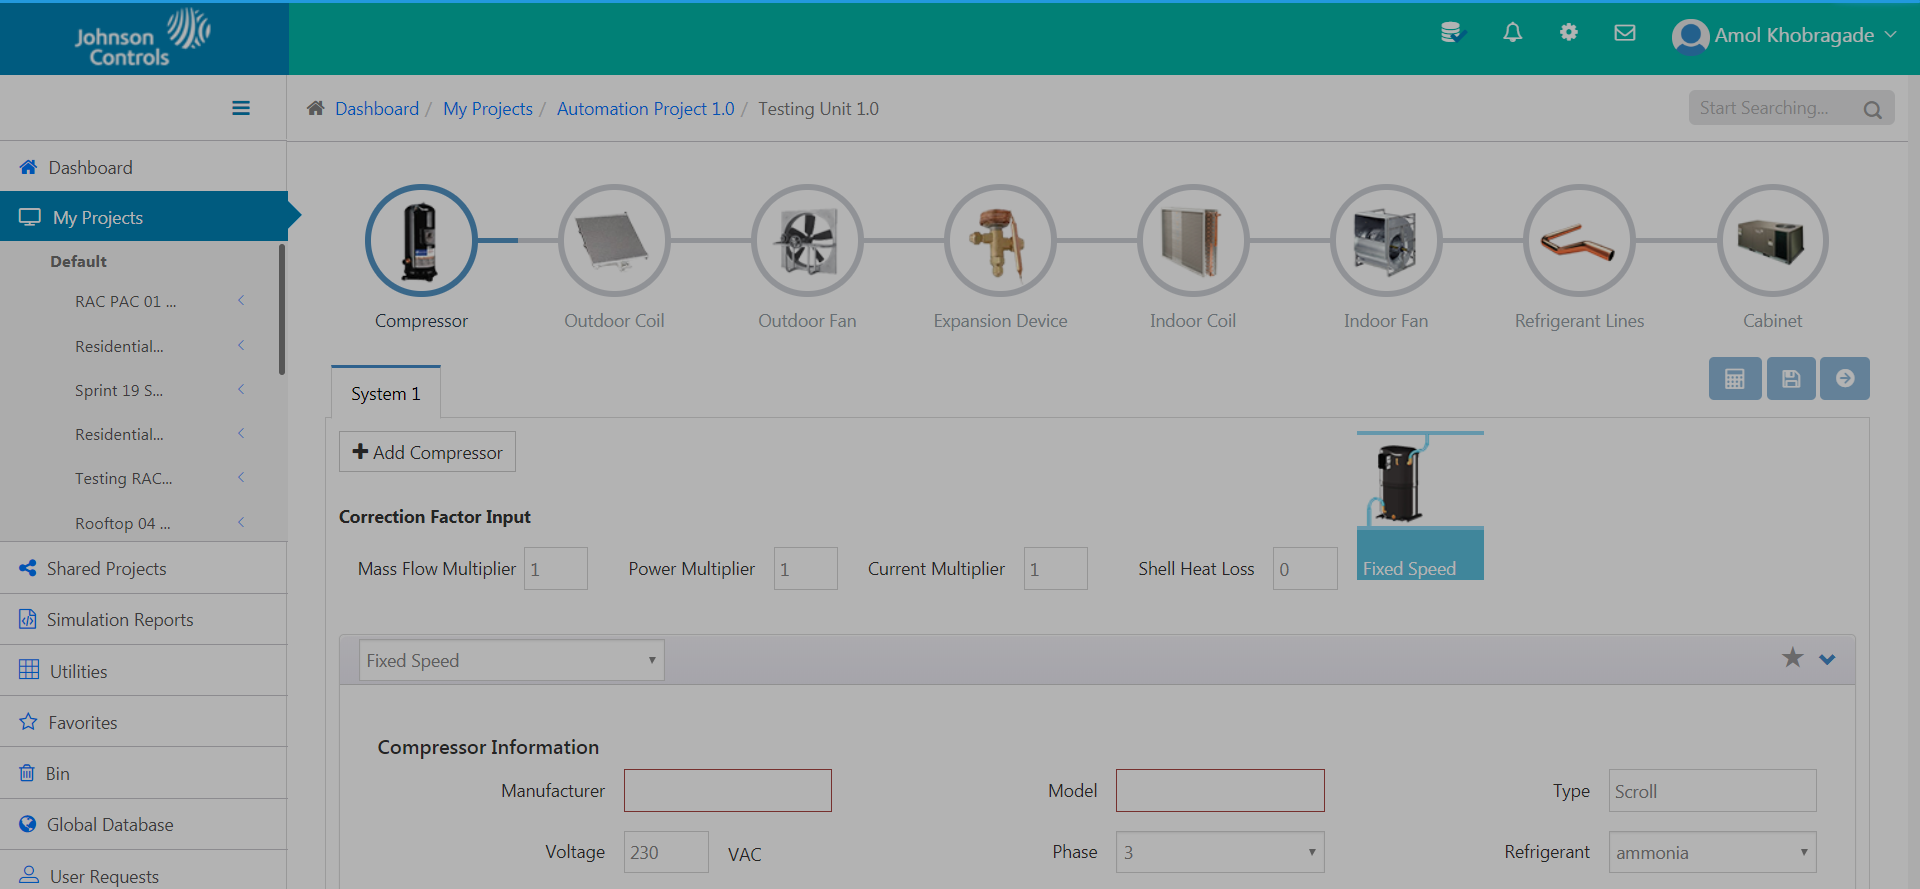 Johnson
Controls
Amol Khobragade
Dashboard / My Projects / Automation Project 1.0 / Testing Unit 1.0
Start Searching...
Dashboard
My Projects
Default
RAC PAC 01 ...
Residential...
Sprint 19 S...
Residential...
Testing RAC...
Rooftop 04 ...
Shared Projects
Simulation Reports
Utilities
Favorites
Bin
Global Database
User Requests
Compressor
Outdoor Coil
Outdoor Fan
Expansion Device
Indoor Coil
Indoor Fan
Refrigerant Lines
Cabinet
System 1
Add Compressor
Correction Factor Input
Mass Flow Multiplier 1 Power Multiplier 1 Current Multiplier 1 Shell Heat Loss 0
Fixed Speed
Fixed Speed
Compressor Information
Manufacturer Model Type Scroll
Voltage 230 VAC Phase 3 Refrigerant ammonia